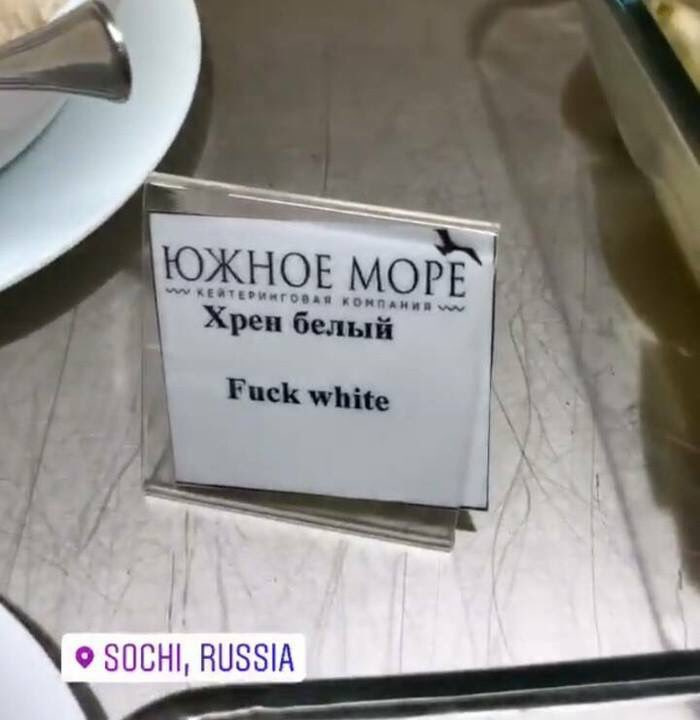 ЮЖНОЕ МОРЕ
КЕЙТЕРИНГОВАЯ КОМПАНИЯ
Хрен белый
Fuck white
SOCHI, RUSSIA